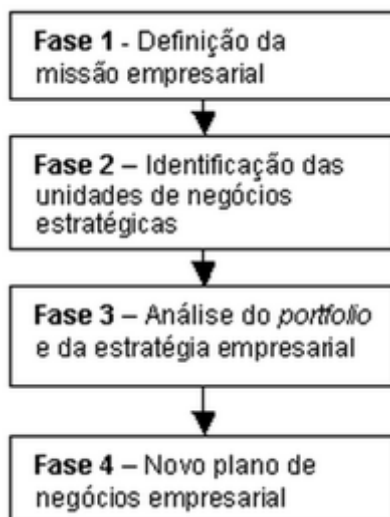 Fase 1 - Definição da
missão empresarial
Fase 2 – Identificação das
unidades de negócios
estratégicas
Fase 3 – Análise do portfolio
e da estratégia empresarial
Fase 4 – Novo plano de
negócios empresarial